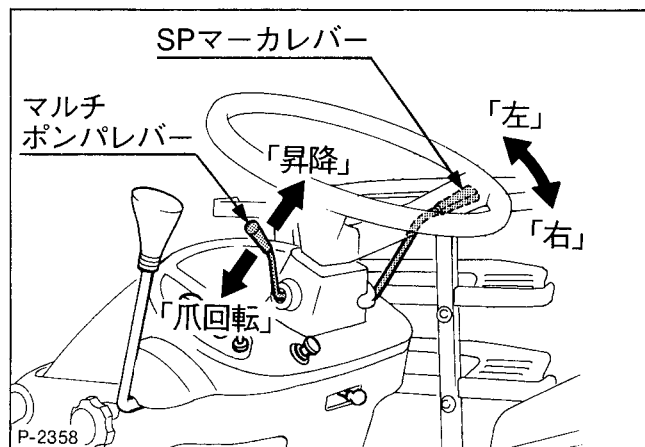 SPマーカレバー
マルチ
ポンパレバー
「昇降」
「左」
「右」
「爪回転」
P-2358